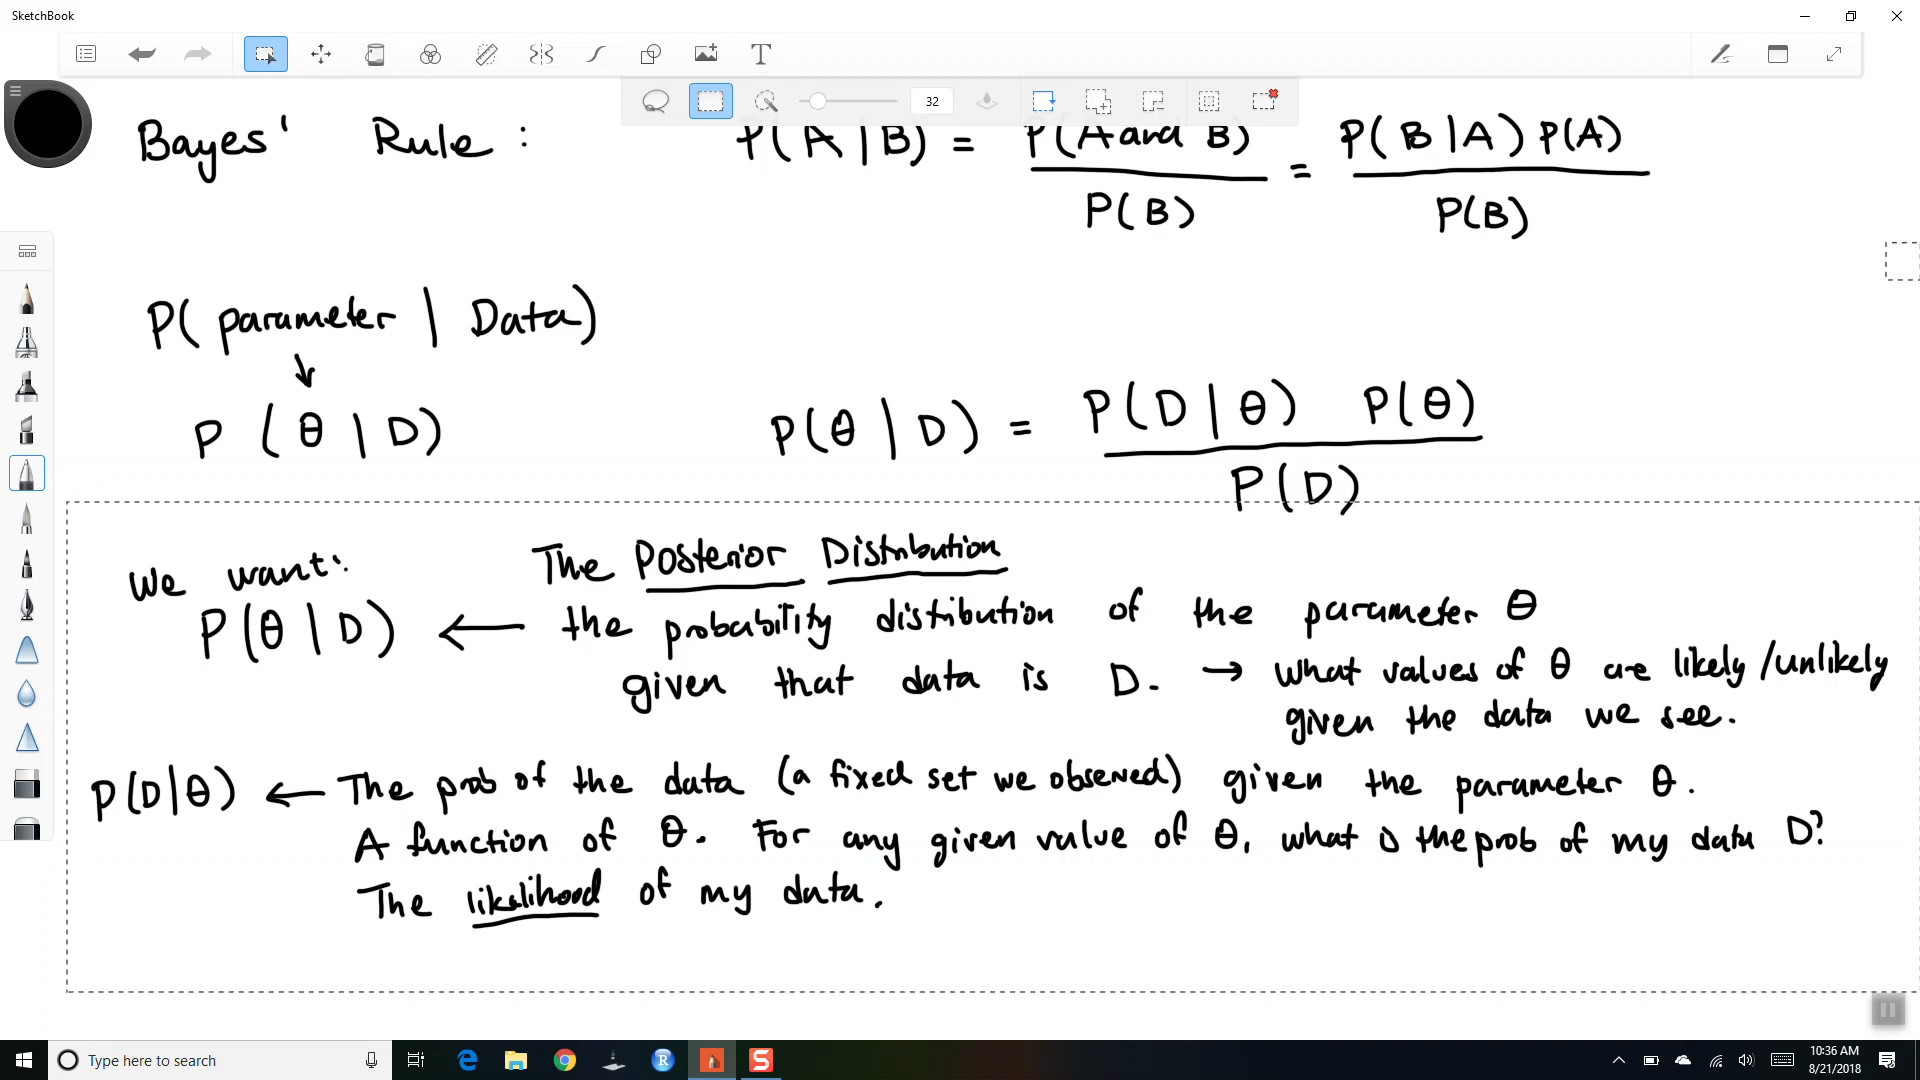 SketchBook
32
Bayes' Rule : P(A | B) = P(A and B) / P(B) = P(B | A) P(A) / P(B)
P( parameter | Data)
P ( θ | D)
P(θ | D) = P(D | θ) P(θ) / P(D)
We want:
The Posterior Distribution
P(θ | D) ← the probability distribution of the parameter θ
given that data is D. → what values of θ are likely /unlikely
given the data we see.
P(D|θ) ← The prob of the data (a fixed set we observed) given the parameter θ.
A function of θ. For any given value of θ, what is the prob of my data D?
The likelihood of my data.
Type here to search
10:36 AM
8/21/2018